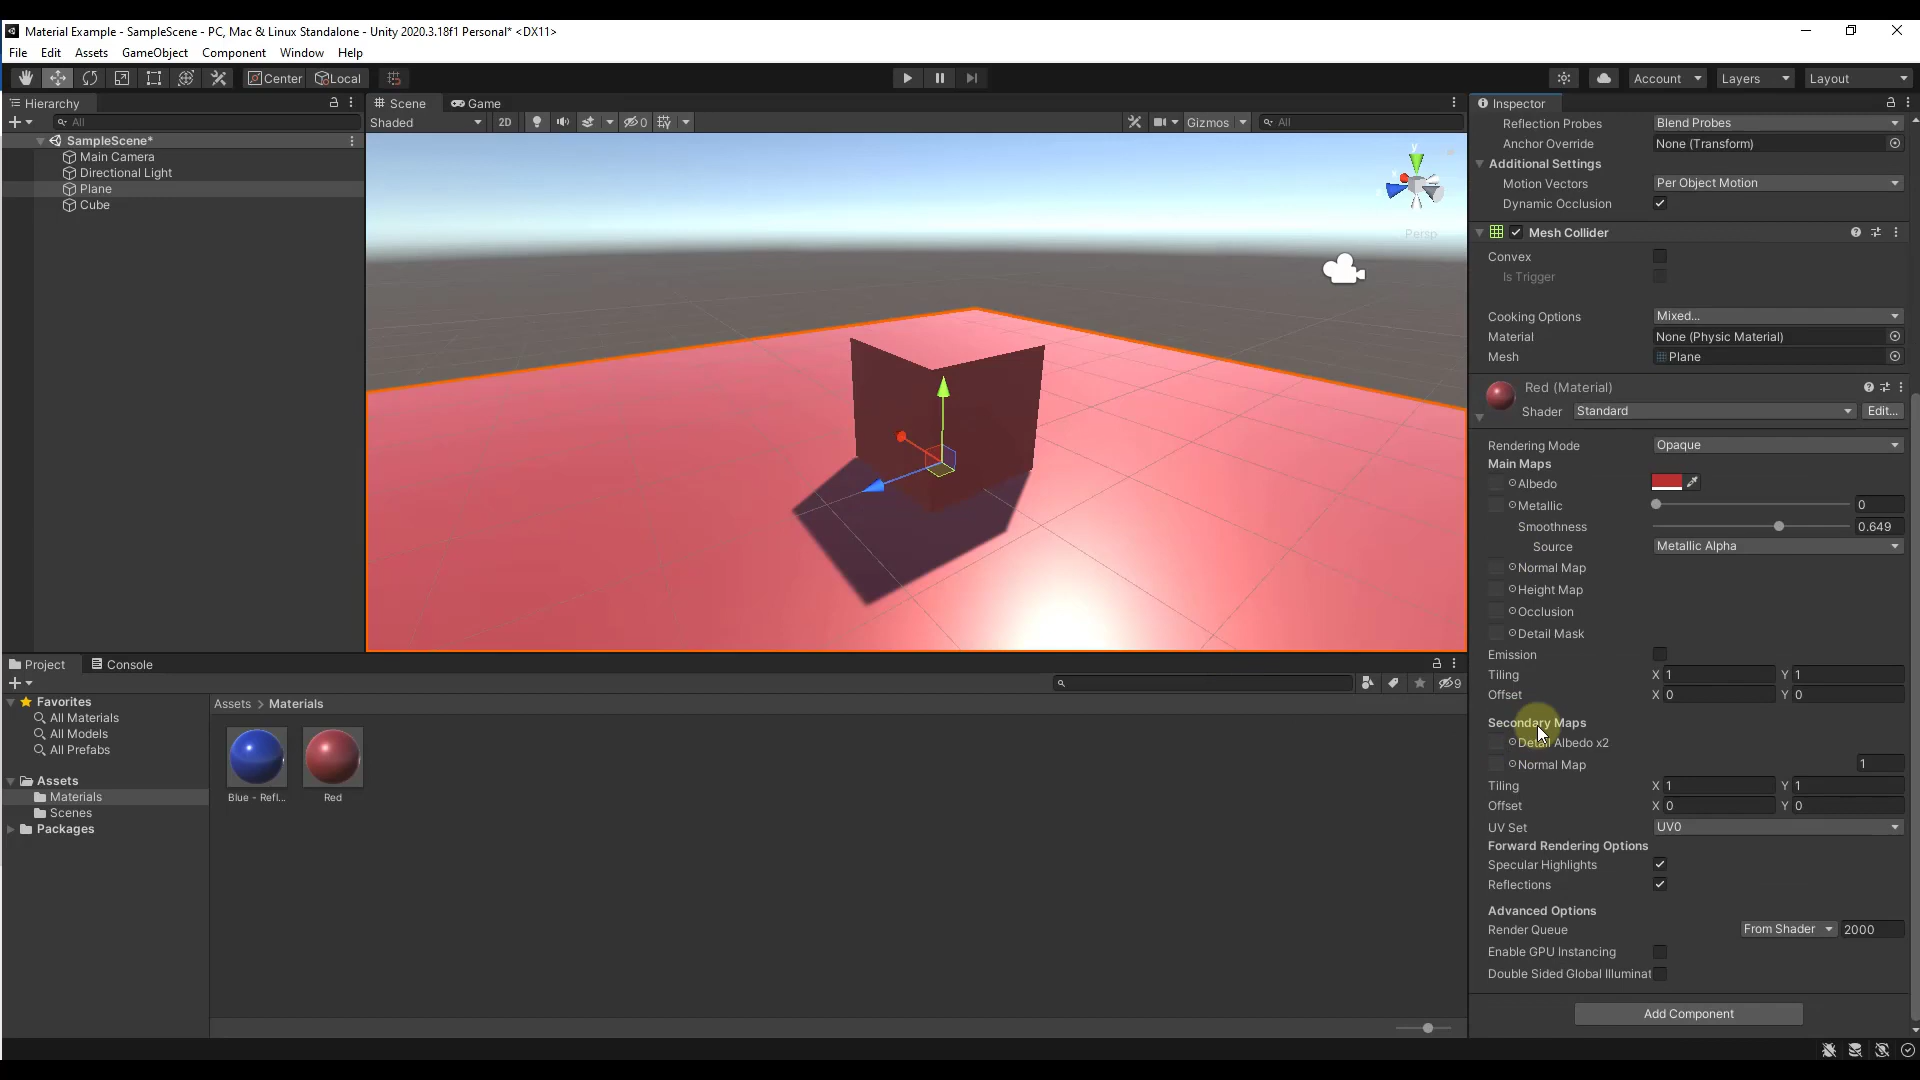 Material Example - SampleScene - PC, Mac & Linux Standalone - Unity 2020.3.18f1 Personal* <DX11>
File Edit Assets GameObject Component Window Help
Center Local
Account Layers Layout
Hierarchy
All
SampleScene*
Main Camera
Directional Light
Plane
Cube
Scene Game
Shaded 2D 0 Gizmos All
y
x
Persp
Inspector
Reflection Probes Blend Probes
Anchor Override None (Transform)
Additional Settings
Motion Vectors Per Object Motion
Dynamic Occlusion
Mesh Collider
Convex
Is Trigger
Cooking Options Mixed...
Material None (Physic Material)
Mesh Plane
Red (Material)
Shader Standard Edit...
Rendering Mode Opaque
Main Maps
Albedo
Metallic 0
Smoothness 0.649
Source Metallic Alpha
Normal Map
Height Map
Occlusion
Detail Mask
Emission
Tiling X 1 Y 1
Offset X 0 Y 0
Secondary Maps
Detail Albedo x2
Normal Map 1
Tiling X 1 Y 1
Offset X 0 Y 0
UV Set UV0
Forward Rendering Options
Specular Highlights
Reflections
Advanced Options
Render Queue From Shader 2000
Enable GPU Instancing
Double Sided Global Illuminat
Add Component
Project Console
9
Favorites
All Materials
All Models
All Prefabs
Assets
Materials
Scenes
Packages
Assets > Materials
Blue - Refl... Red